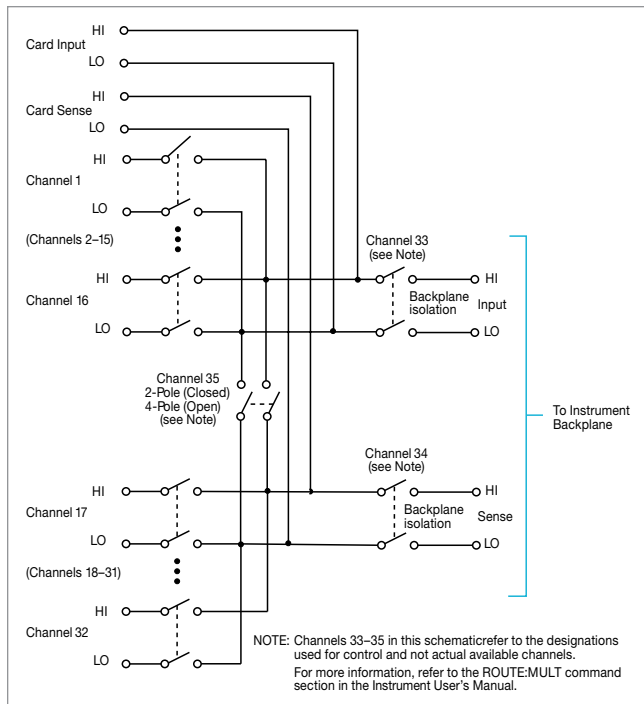 HI
Card Input
LO
HI
Card Sense
LO
HI
Channel 1
LO
(Channels 2–15)
HI
Channel 16
LO
Channel 33
(see Note)
HI
Backplane
isolation
Input
LO
Channel 35
2-Pole (Closed)
4-Pole (Open)
(see Note)
To Instrument
Backplane
Channel 34
(see Note)
HI
Channel 17
LO
HI
Backplane
isolation
Sense
LO
(Channels 18–31)
HI
Channel 32
LO
NOTE: Channels 33–35 in this schematicrefer to the designations
used for control and not actual available channels.
For more information, refer to the ROUTE:MULT command
section in the Instrument User's Manual.